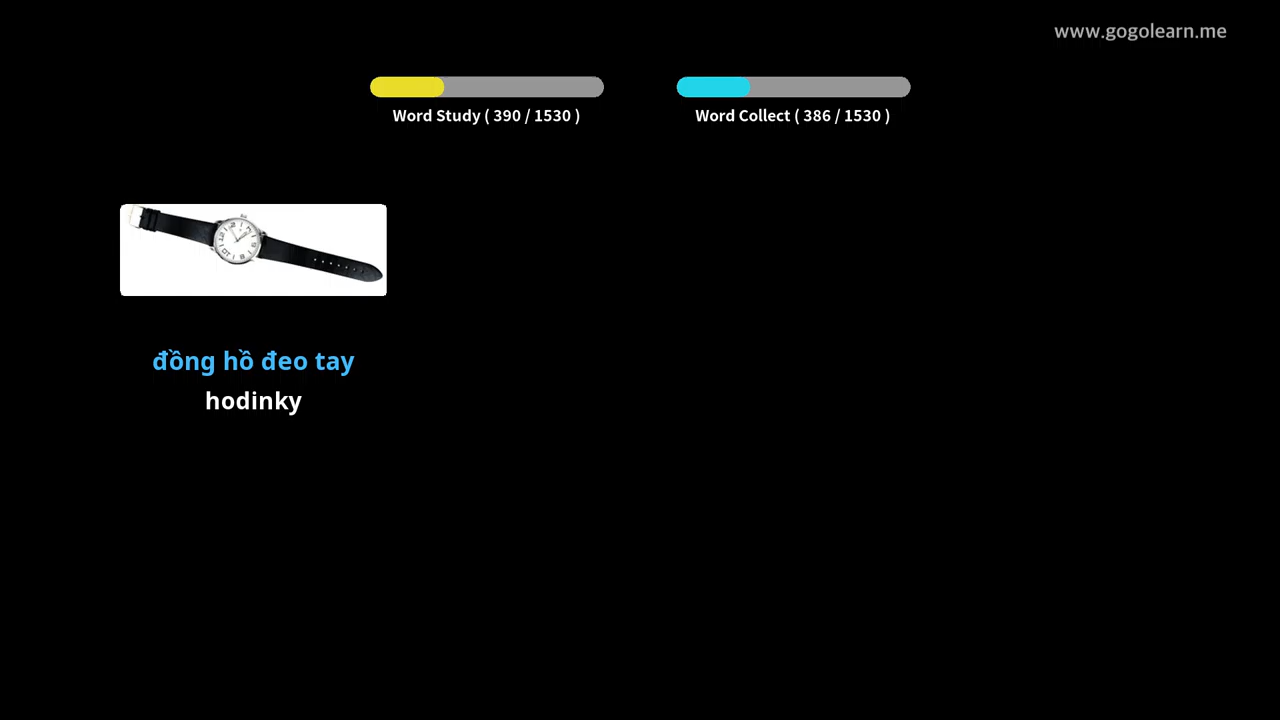 www.gogolearn.me
Word Study ( 390 / 1530 )
Word Collect ( 386 / 1530 )
đồng hồ đeo tay
hodinky